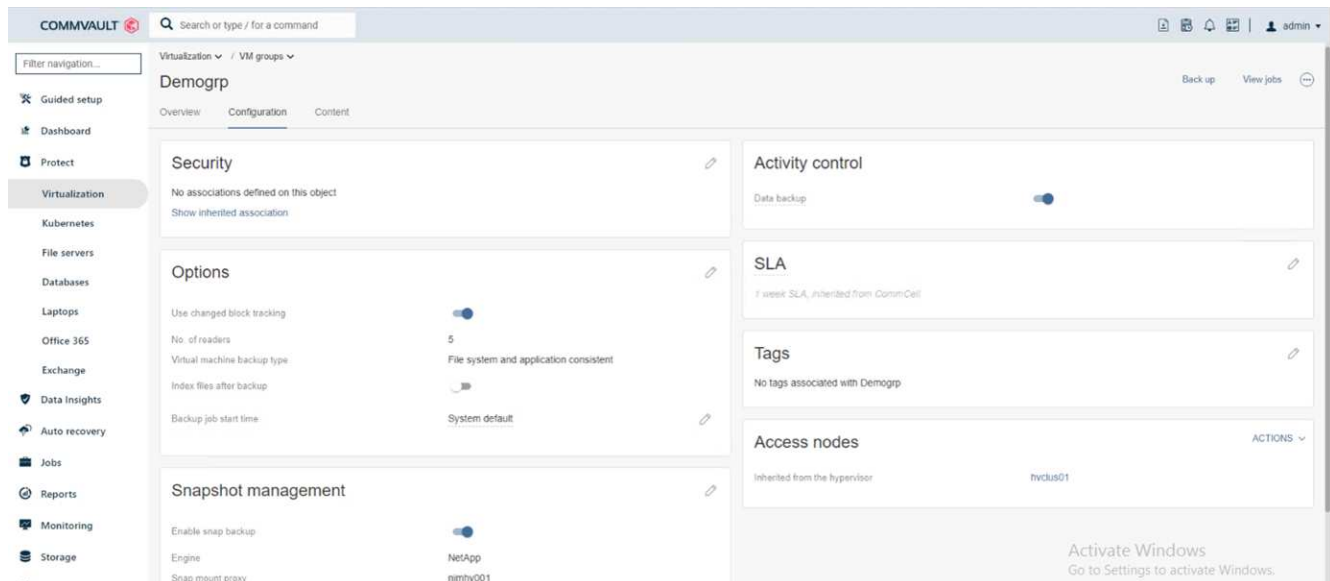 COMMVAULT
Search or type / for a command
admin
Filter navigation...
Guided setup
Dashboard
Protect
Virtualization
Kubernetes
File servers
Databases
Laptops
Office 365
Exchange
Data Insights
Auto recovery
Jobs
Reports
Monitoring
Storage
Virtualization / VM groups
Demogrp
Back up View jobs
Overview Configuration Content
Security
No associations defined on this object
Show inherited association
Options
Use changed block tracking
No. of readers 5
Virtual machine backup type File system and application consistent
Index files after backup
Backup job start time System default
Snapshot management
Enable snap backup
Engine NetApp
Snap mount proxy nimhv001
Activity control
Data backup
SLA
1 week SLA, inherited from CommCell
Tags
No tags associated with Demogrp
Access nodes ACTIONS
Inherited from the hypervisor hvclus01
Activate Windows
Go to Settings to activate Windows.